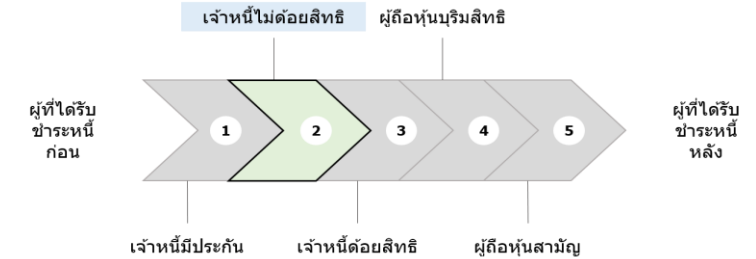 เจ้าหนี้ไม่ด้อยสิทธิ
ผู้ถือหุ้นบุริมสิทธิ
ผู้ที่ได้รับ
ชำระหนี้
ก่อน
1
2
3
4
5
ผู้ที่ได้รับ
ชำระหนี้
หลัง
เจ้าหนี้มีประกัน
เจ้าหนี้ด้อยสิทธิ
ผู้ถือหุ้นสามัญ